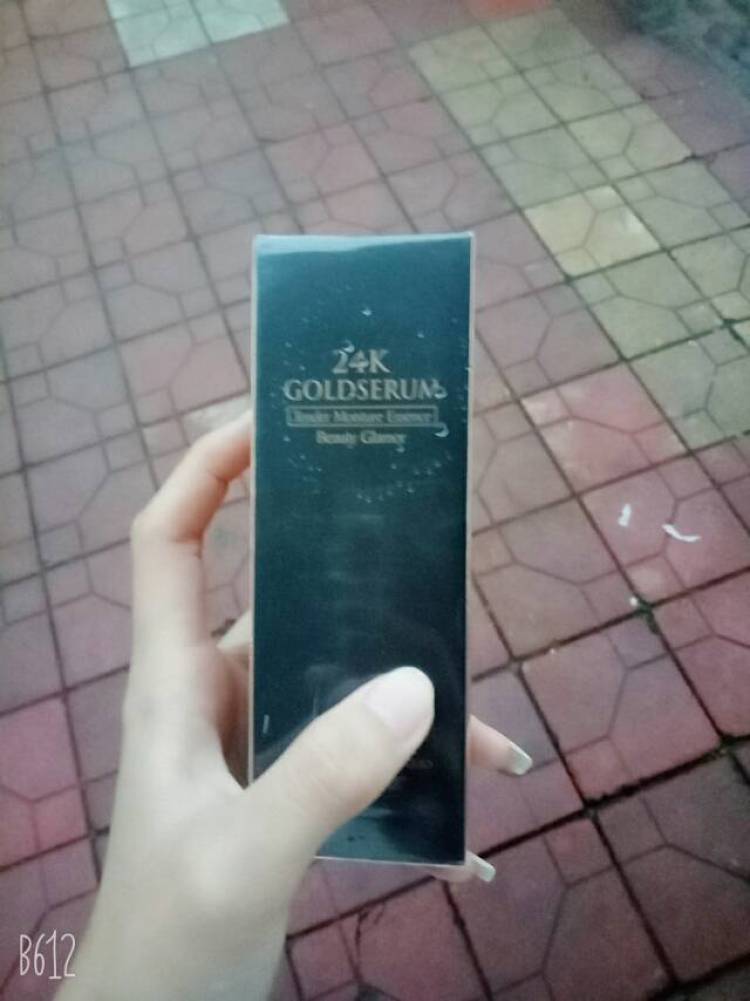 24K
GOLDSERUM
Tender Moisture Essence
Beauty Glamor
B612